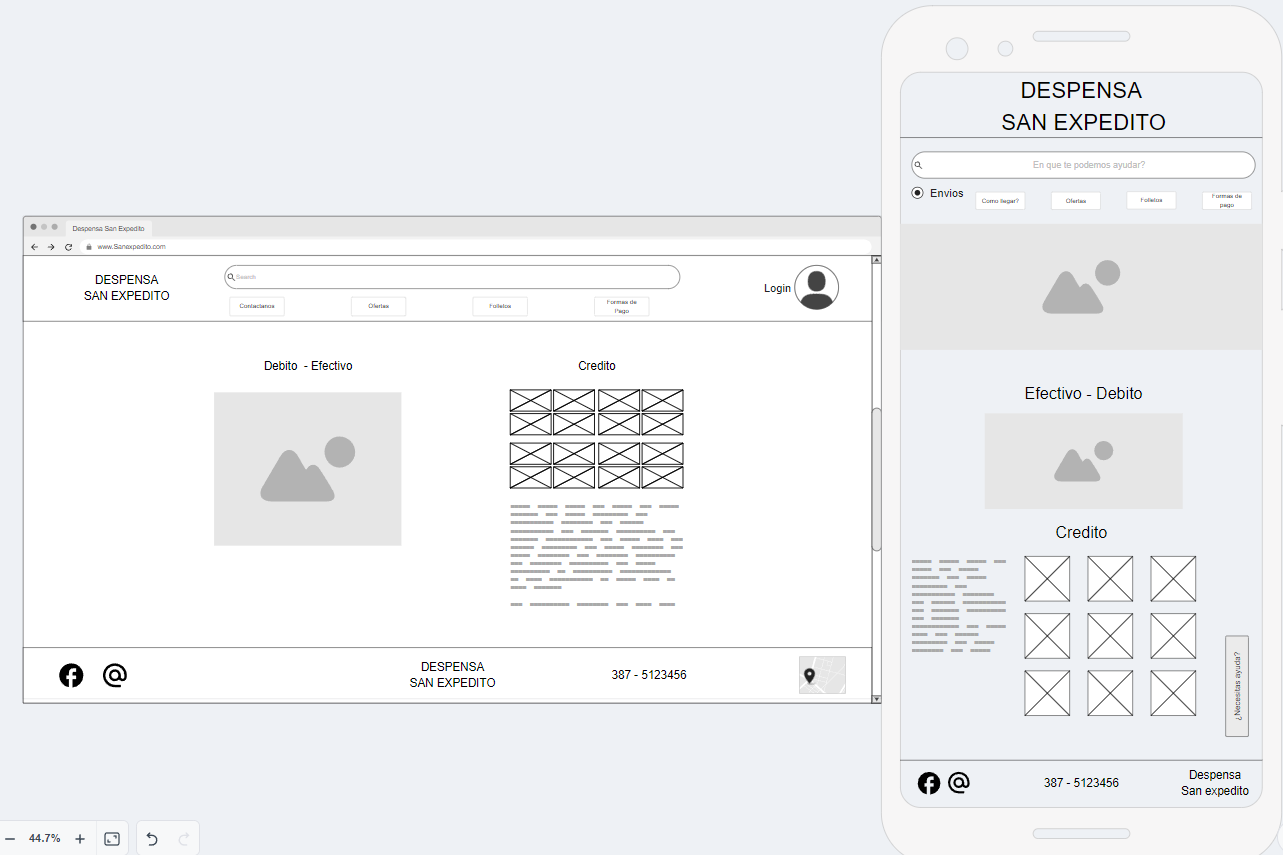 Despensa San Expedito
www.Sanexpedito.com
DESPENSA
SAN EXPEDITO
Search
Login
Contactanos
Ofertas
Folletos
Formas de
Pago
Debito - Efectivo
Credito
DESPENSA
SAN EXPEDITO
387 - 5123456
44.7%
DESPENSA
SAN EXPEDITO
En que te podemos ayudar?
Envios
Como llegar?
Ofertas
Folletos
Formas de
pago
Efectivo - Debito
Credito
¿Necesitas ayuda?
387 - 5123456
Despensa
San expedito